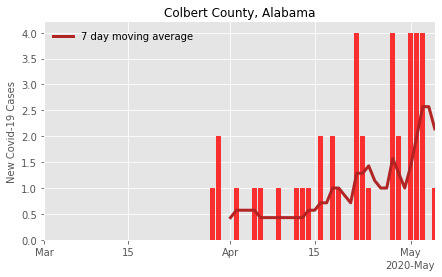 Colbert County, Alabama
7 day moving average
New Covid-19 Cases
4.0
3.5
3.0
2.5
2.0
1.5
1.0
0.5
0.0
Mar 15 Apr 15 May
2020-May